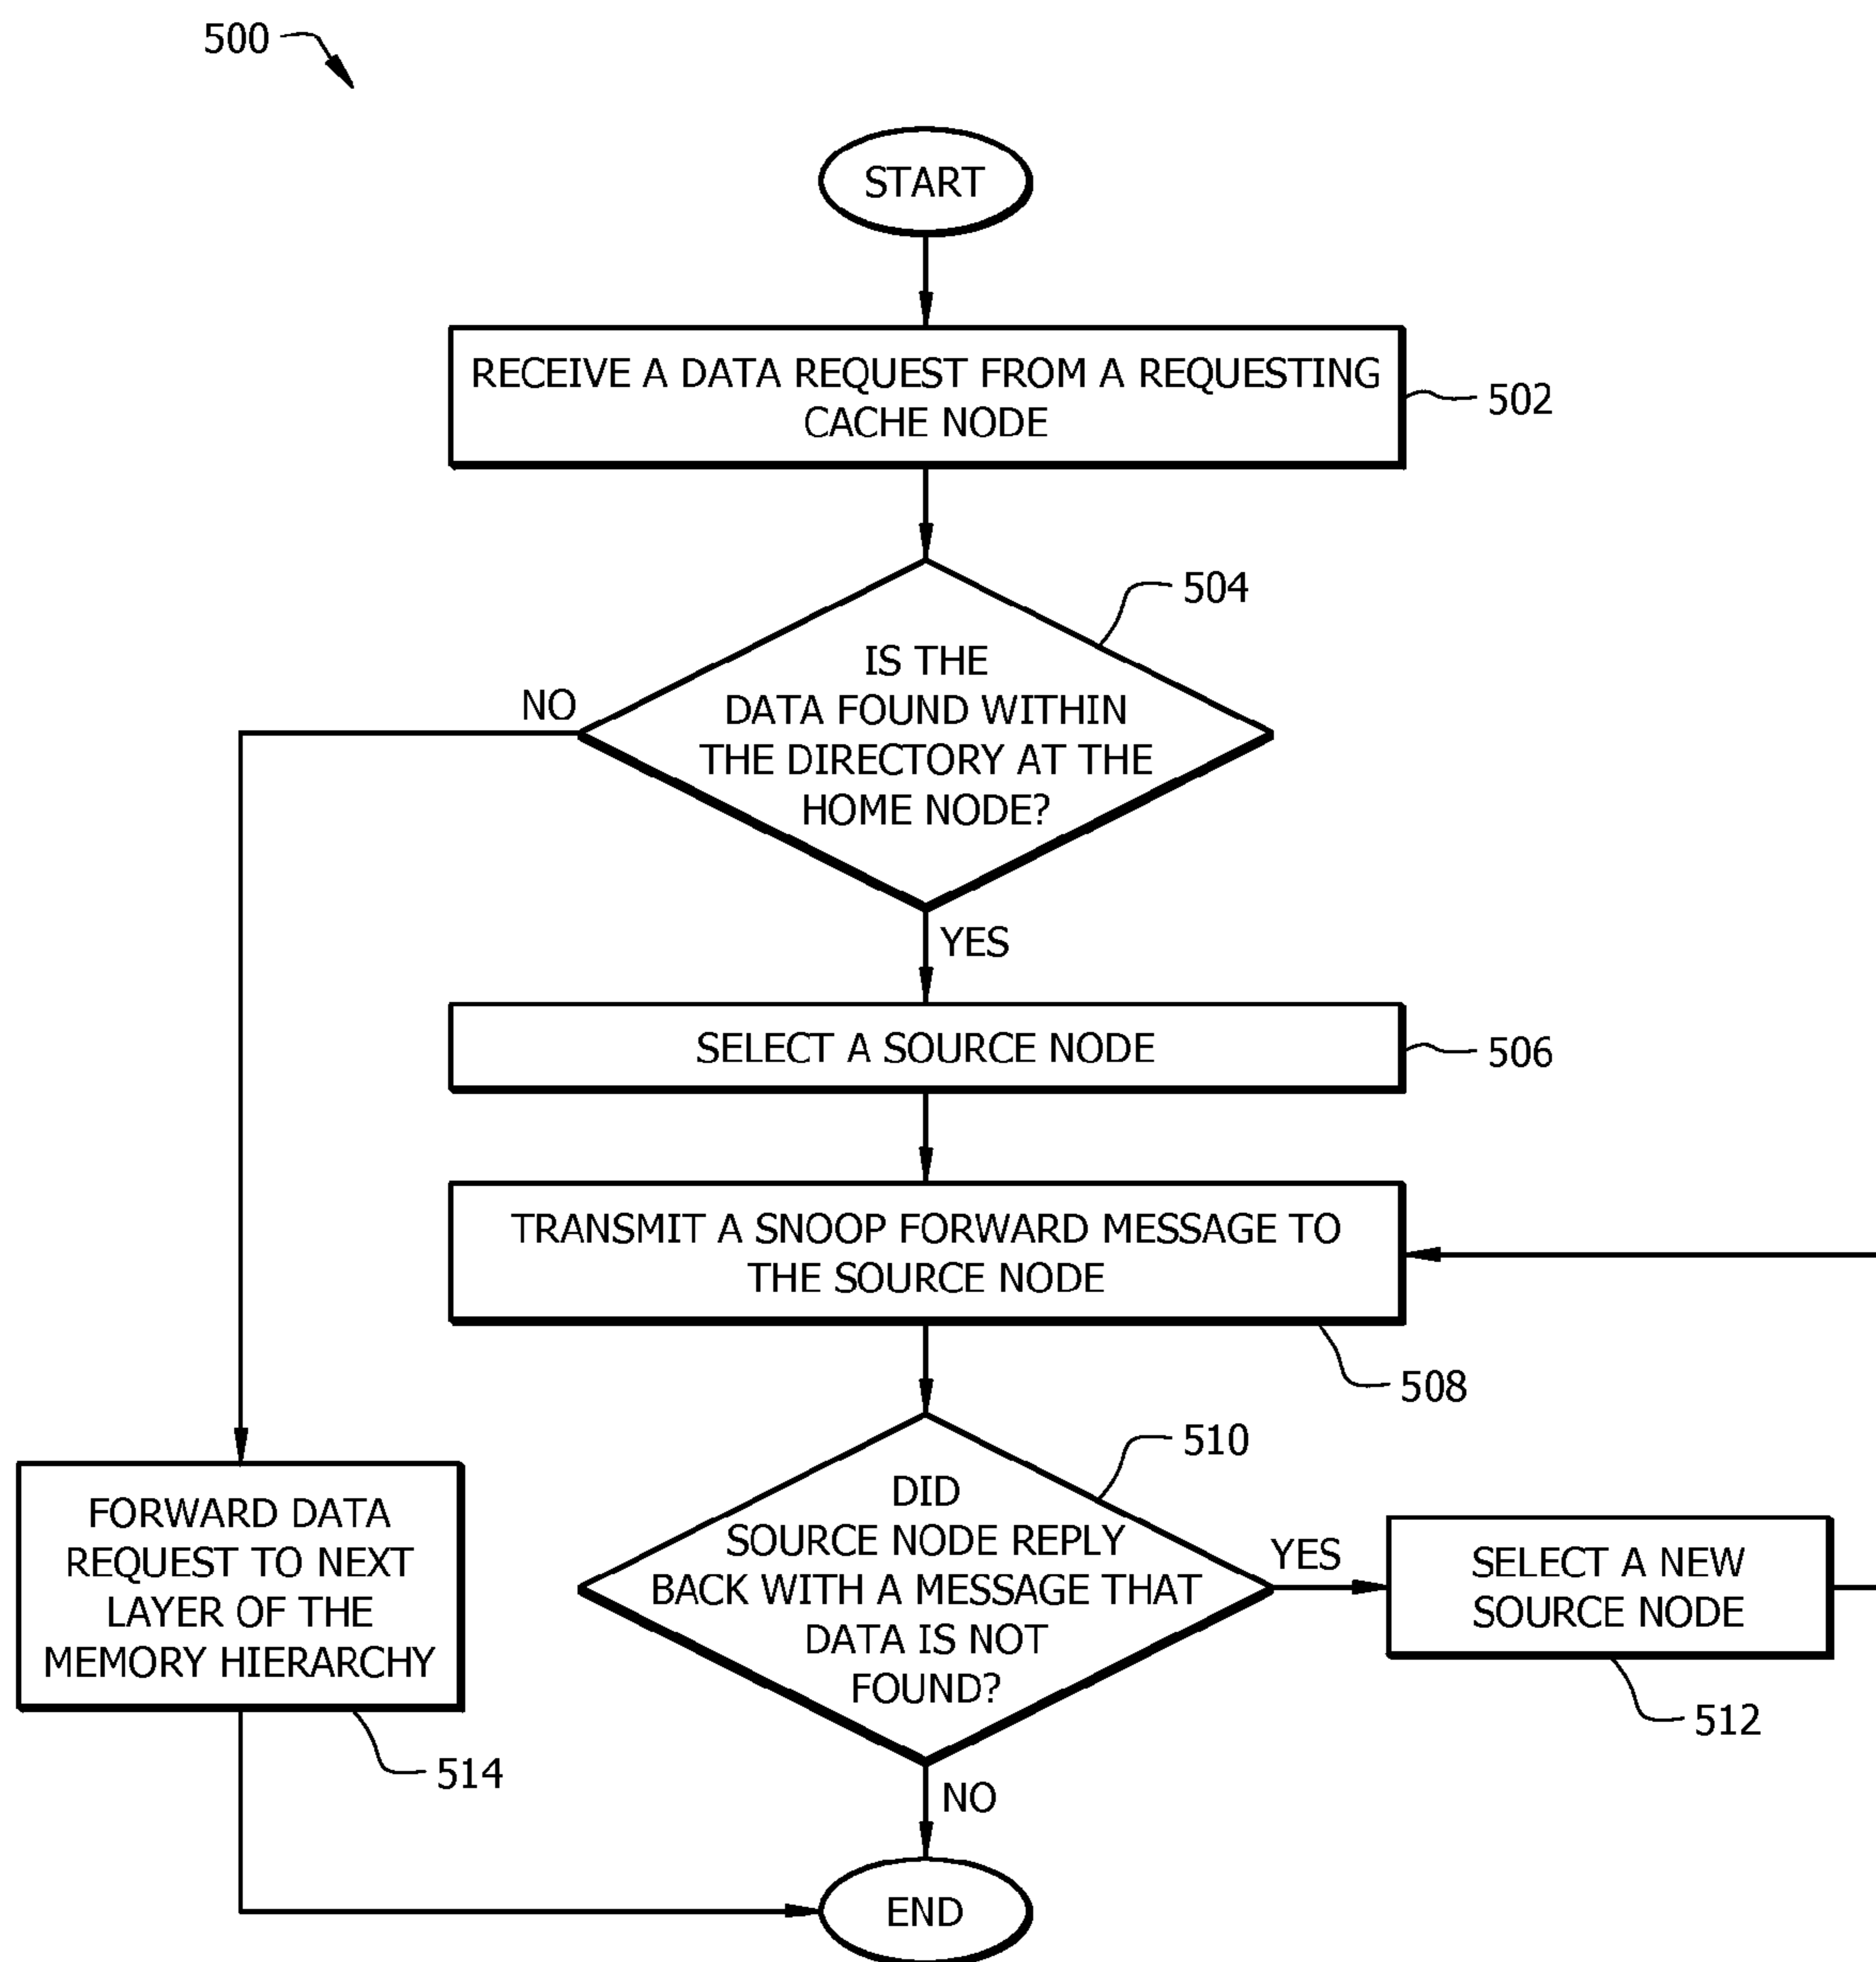 500
START
RECEIVE A DATA REQUEST FROM A REQUESTING
CACHE NODE
502
504
IS THE
DATA FOUND WITHIN
THE DIRECTORY AT THE
HOME NODE?
NO
YES
SELECT A SOURCE NODE
506
TRANSMIT A SNOOP FORWARD MESSAGE TO
THE SOURCE NODE
508
510
DID
SOURCE NODE REPLY
BACK WITH A MESSAGE THAT
DATA IS NOT
FOUND?
YES
SELECT A NEW
SOURCE NODE
512
FORWARD DATA
REQUEST TO NEXT
LAYER OF THE
MEMORY HIERARCHY
514
NO
END